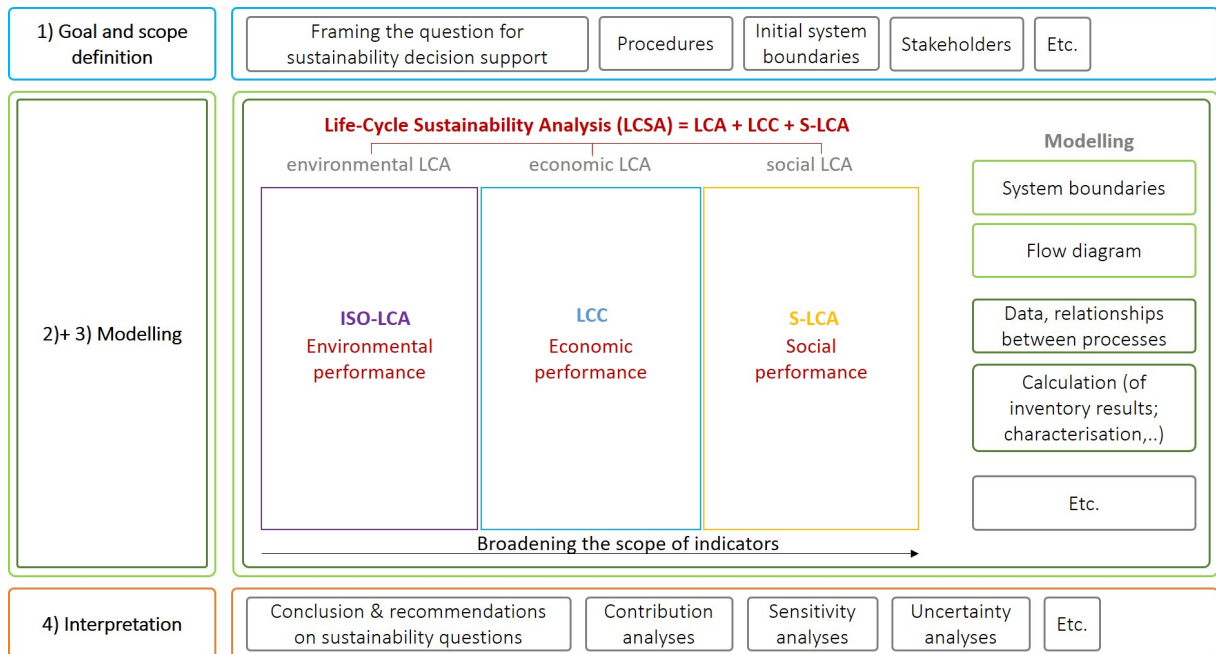 1) Goal and scope
definition
Framing the question for
sustainability decision support
Procedures
Initial system
boundaries
Stakeholders
Etc.
2)+ 3) Modelling
Life-Cycle Sustainability Analysis (LCSA) = LCA + LCC + S-LCA
environmental LCA
economic LCA
social LCA
ISO-LCA
Environmental
performance
LCC
Economic
performance
S-LCA
Social
performance
Broadening the scope of indicators
Modelling
System boundaries
Flow diagram
Data, relationships
between processes
Calculation (of
inventory results;
characterisation,..)
Etc.
4) Interpretation
Conclusion & recommendations
on sustainability questions
Contribution
analyses
Sensitivity
analyses
Uncertainty
analyses
Etc.